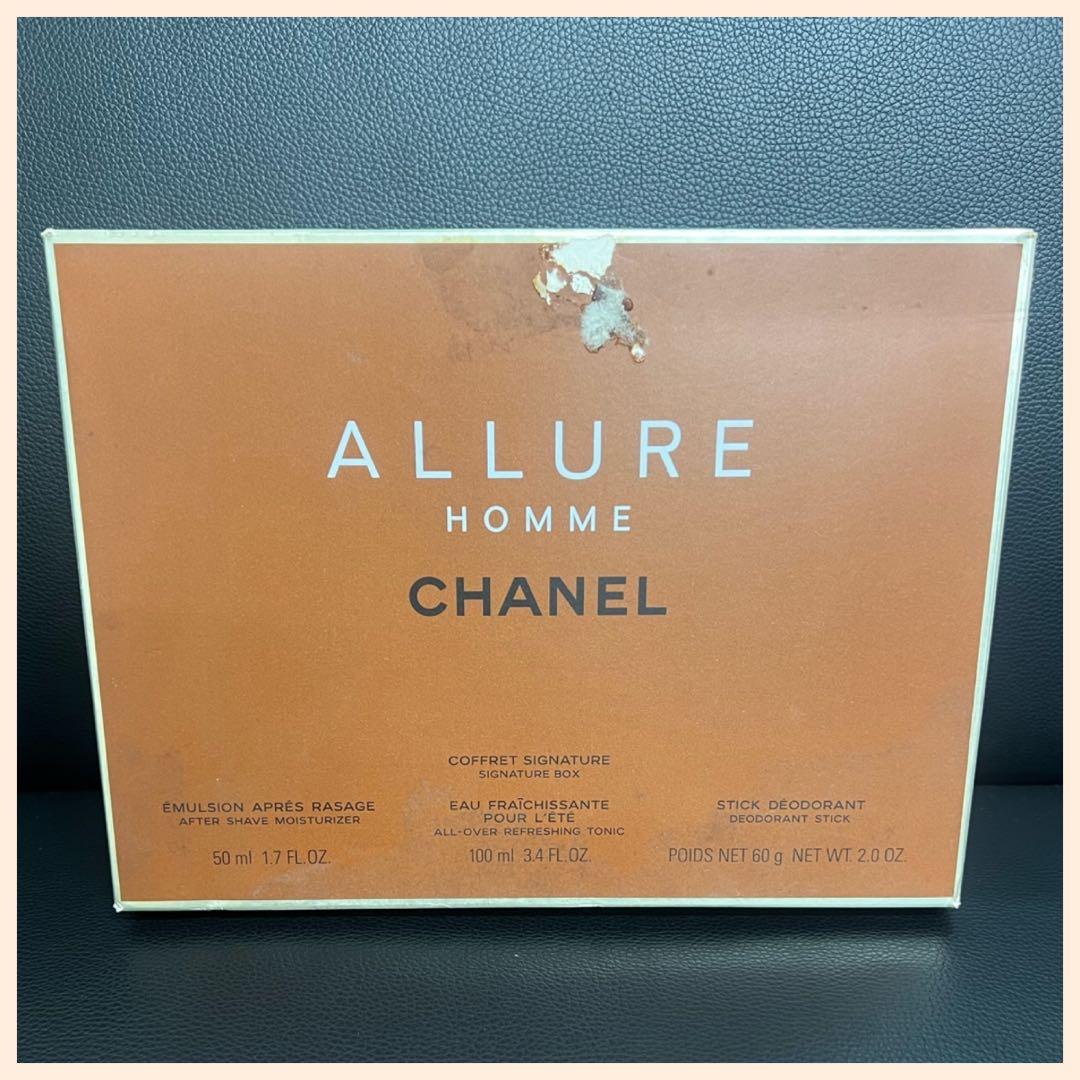 ALLURE
HOMME
CHANEL
COFFRET SIGNATURE
SIGNATURE BOX
ÉMULSION APRÉS RASAGE
AFTER SHAVE MOISTURIZER
50 ml 1.7 FL.OZ.
EAU FRAÎCHISSANTE
POUR L'ÉTÉ
ALL-OVER REFRESHING TONIC
100 ml 3.4 FL.OZ.
STICK DÉODORANT
DEODORANT STICK
POIDS NET 60 g NET WT. 2.0 OZ.